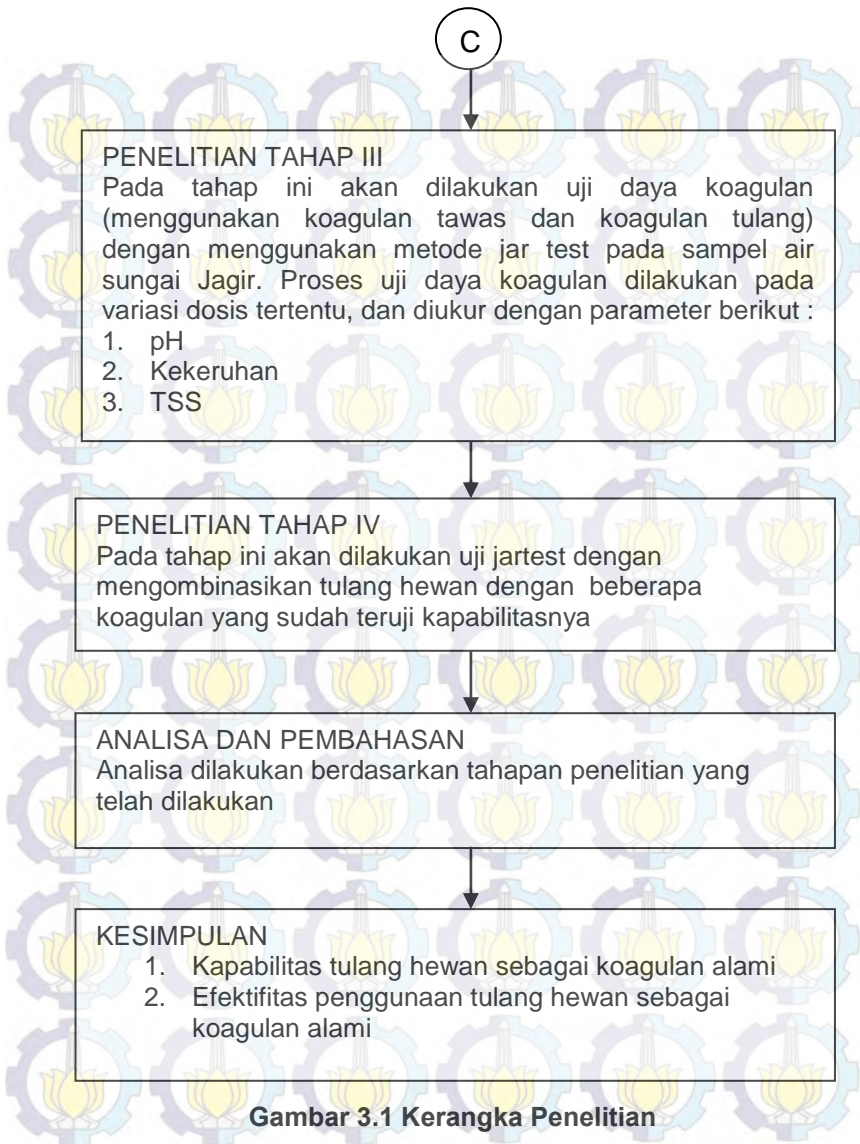 C
PENELITIAN TAHAP III
Pada tahap ini akan dilakukan uji daya koagulan
(menggunakan koagulan tawas dan koagulan tulang)
dengan menggunakan metode jar test pada sampel air
sungai Jagir. Proses uji daya koagulan dilakukan pada
variasi dosis tertentu, dan diukur dengan parameter berikut :
1. pH
2. Kekeruhan
3. TSS
PENELITIAN TAHAP IV
Pada tahap ini akan dilakukan uji jartest dengan
mengombinasikan tulang hewan dengan beberapa
koagulan yang sudah teruji kapabilitasnya
ANALISA DAN PEMBAHASAN
Analisa dilakukan berdasarkan tahapan penelitian yang
telah dilakukan
KESIMPULAN
1. Kapabilitas tulang hewan sebagai koagulan alami
2. Efektifitas penggunaan tulang hewan sebagai
koagulan alami
Gambar 3.1 Kerangka Penelitian